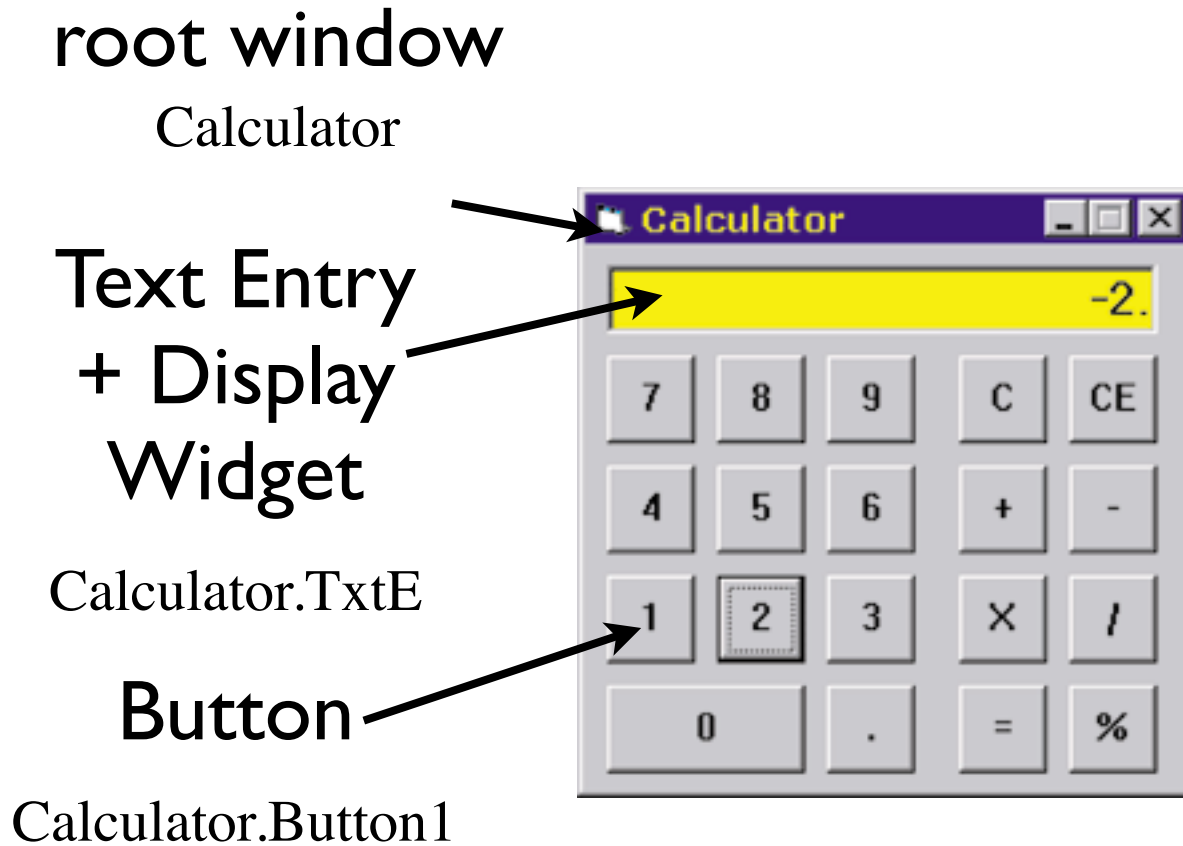 root window
Calculator
Text Entry
+ Display
Widget
Calculator.TxtE
Button
Calculator.Button1
Calculator
-2.
7 8 9 C CE
4 5 6 + -
1 2 3 X /
0 . = %